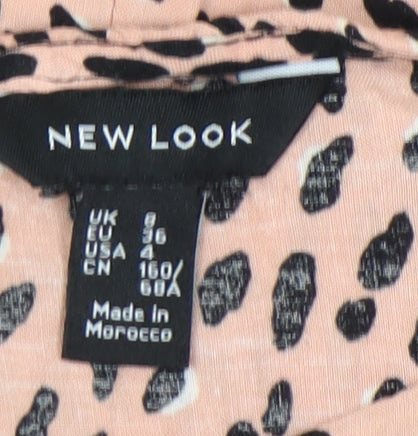 NEW LOOK
UK 8
EU 36
USA 4
CN 160/
68A
Made in
Morocco